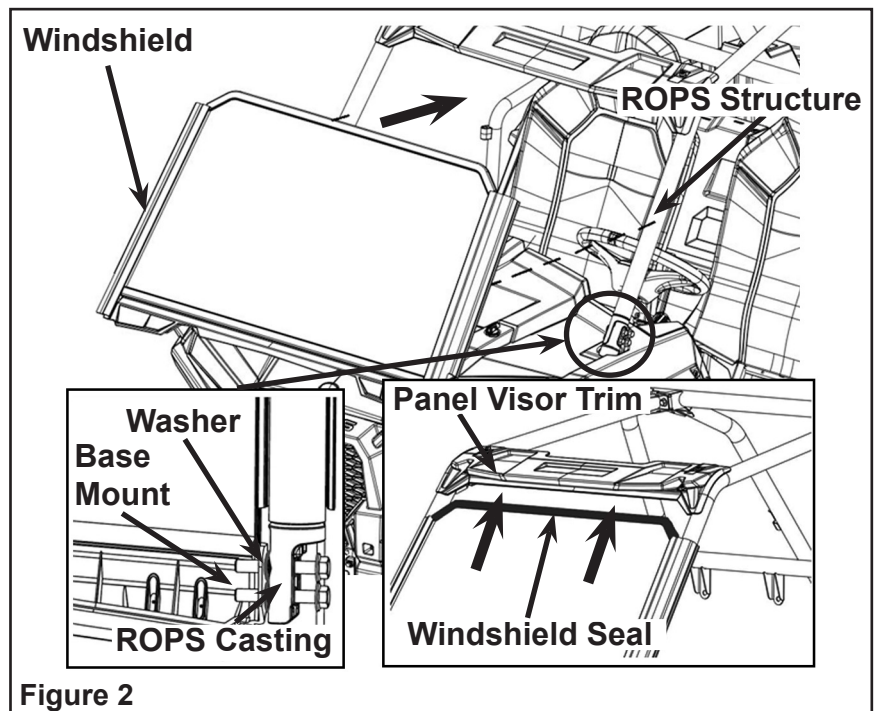 Windshield
ROPS Structure
Washer
Base
Mount
ROPS Casting
Panel Visor Trim
Windshield Seal
Figure 2